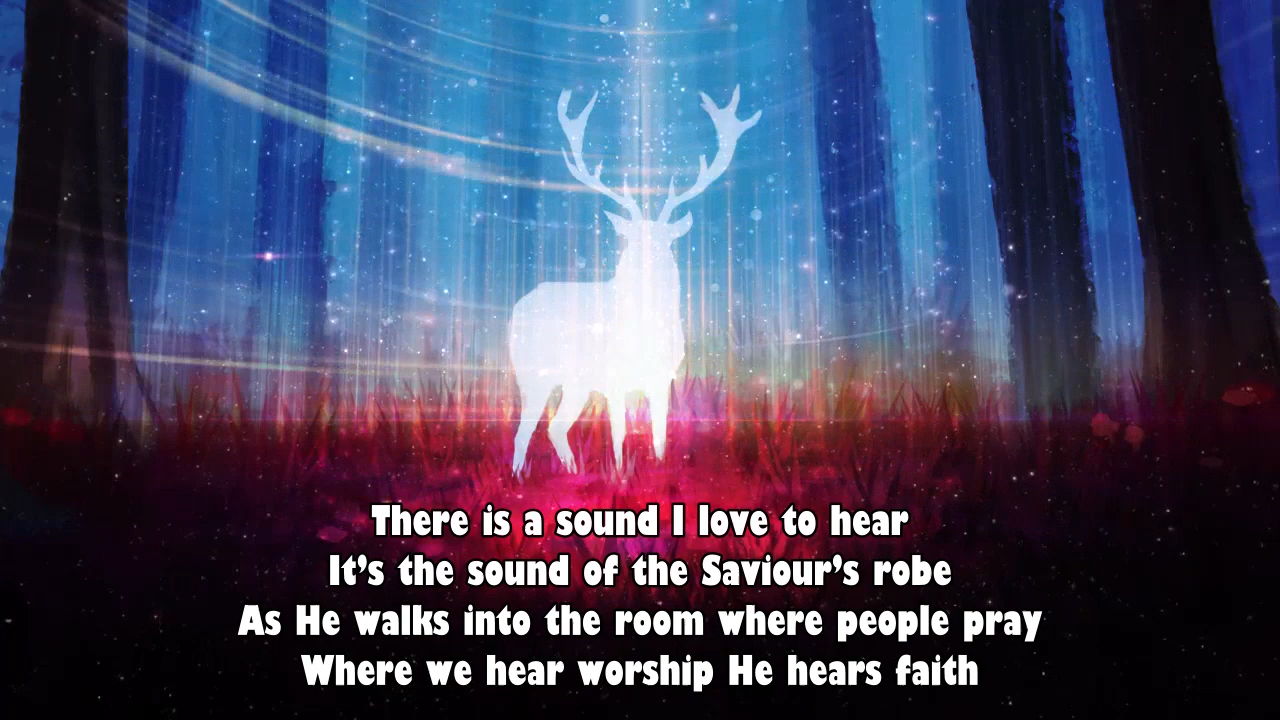 There is a sound I love to hear
It's the sound of the Saviour's robe
As He walks into the room where people pray
Where we hear worship He hears faith